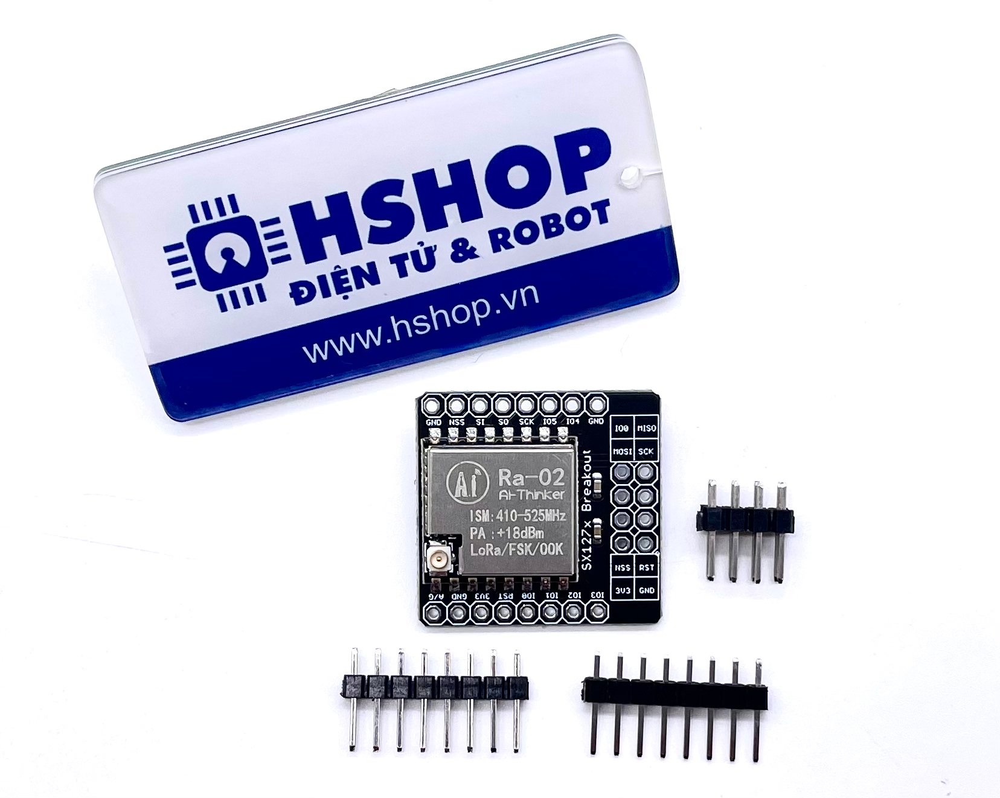 HSHOP
ĐIỆN TỬ & ROBOT
www.hshop.vn
GND NSS SI SO SCK IO5 IO4 GND
IO0 MISO
MOSI SCK
Ai Ra-02
Ai-Thinker
ISM:410-525MHz
PA :+18dBm
LoRa/FSK/OOK
SX127x Breakout
NSS RST
3V3 GND
A/G GND 3V3 RST IO0 IO1 IO2 IO3